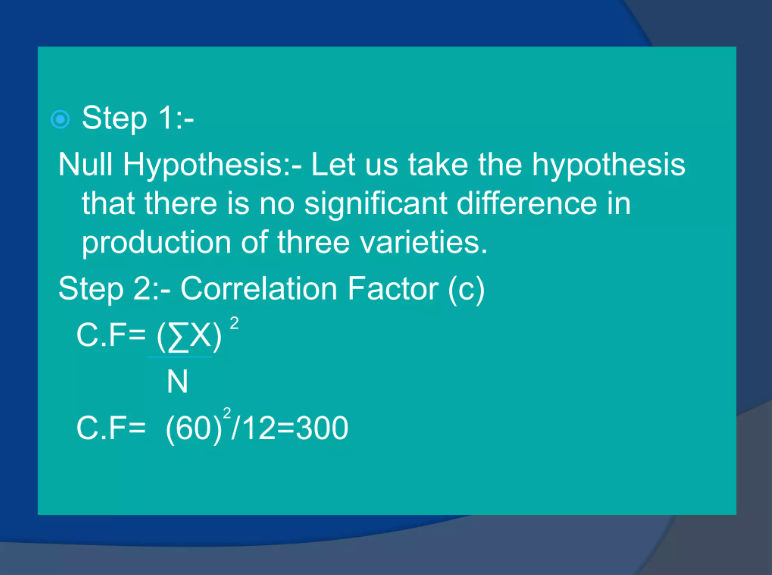 Step 1:-
Null Hypothesis:- Let us take the hypothesis
that there is no significant difference in
production of three varieties.
Step 2:- Correlation Factor (c)
C.F= (∑X) 2
N
C.F= (60)2/12=300